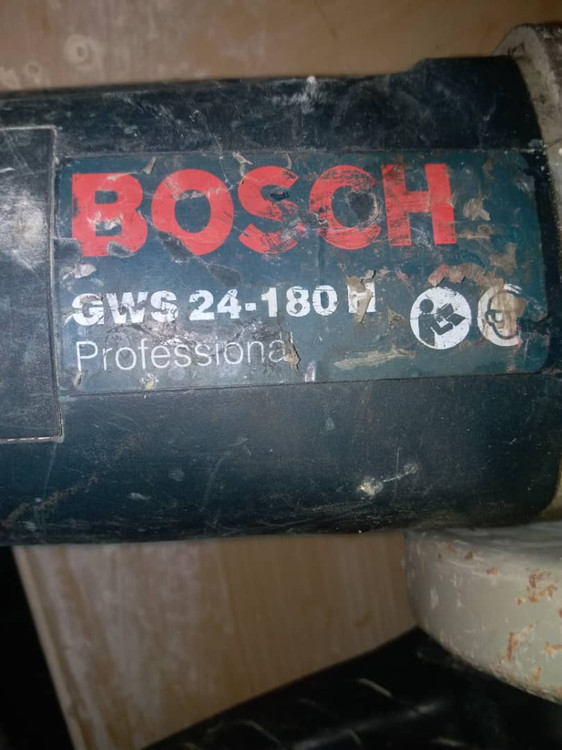 BOSCH
GWS 24-180 H
Professional